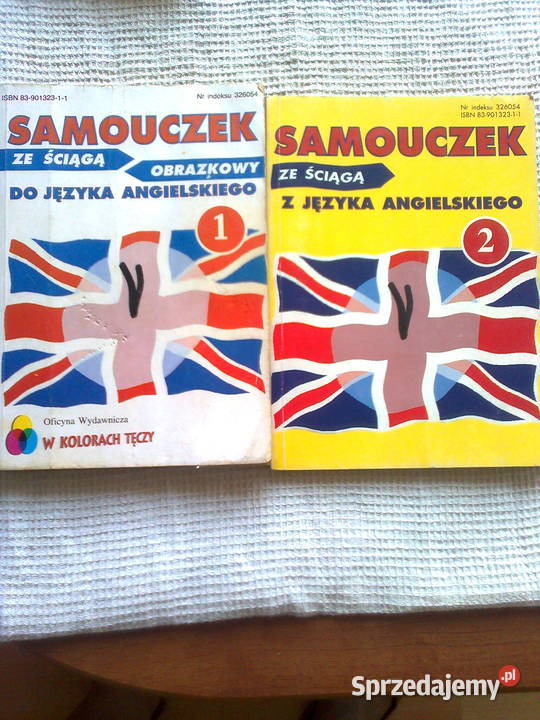 ISBN 83-901323-1-1
Nr indeksu 326054
SAMOUCZEK
ZE ŚCIĄGĄ
OBRAZKOWY
DO JĘZYKA ANGIELSKIEGO
1
V
Oficyna Wydawnicza
W KOLORACH TĘCZY
Nr indeksu 326054
ISBN 83-901323-1-1
SAMOUCZEK
ZE ŚCIĄGĄ
Z JĘZYKA ANGIELSKIEGO
2
V
Sprzedajemy.pl